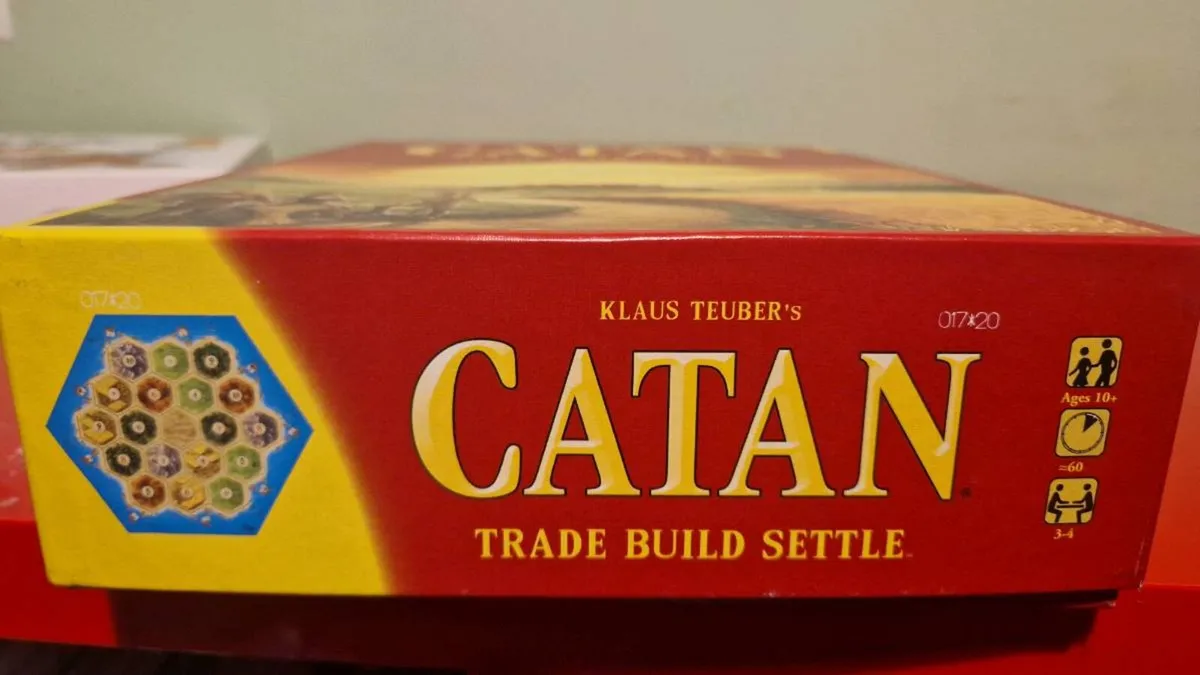 017*20
KLAUS TEUBER's
017*20
CATAN
TRADE BUILD SETTLE
Ages 10+
≈60
3-4